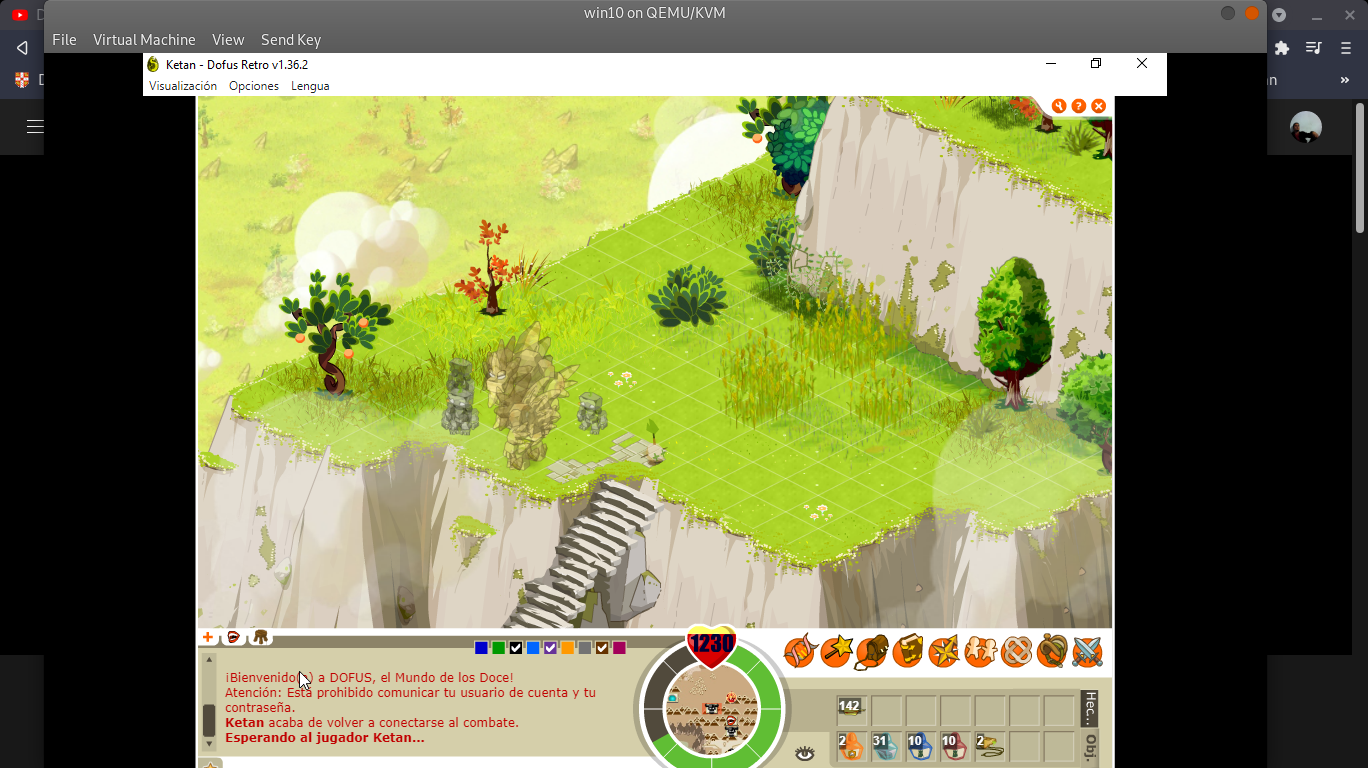 win10 on QEMU/KVM
File Virtual Machine View Send Key
Ketan - Dofus Retro v1.36.2
Visualización Opciones Lengua
1230
¡Bienvenido(a) a DOFUS, el Mundo de los Doce!
Atención: Está prohibido comunicar tu usuario de cuenta y tu
contraseña.
Ketan acaba de volver a conectarse al combate.
Esperando al jugador Ketan...
142
2 31 10 10 2
Hec...
Obj.